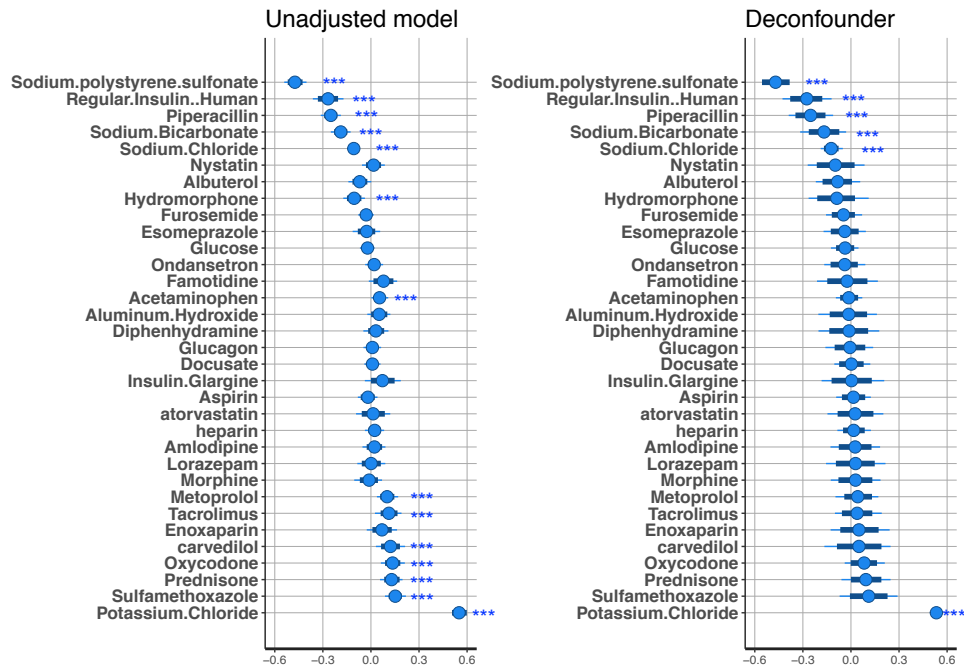 Unadjusted model
Sodium.polystyrene.sulfonate ***
Regular.Insulin..Human ***
Piperacillin ***
Sodium.Bicarbonate ***
Sodium.Chloride ***
Nystatin
Albuterol
Hydromorphone ***
Furosemide
Esomeprazole
Glucose
Ondansetron
Famotidine
Acetaminophen ***
Aluminum.Hydroxide
Diphenhydramine
Glucagon
Docusate
Insulin.Glargine
Aspirin
atorvastatin
heparin
Amlodipine
Lorazepam
Morphine
Metoprolol ***
Tacrolimus ***
Enoxaparin
carvedilol ***
Oxycodone ***
Prednisone ***
Sulfamethoxazole ***
Potassium.Chloride ***
−0.6 −0.3 0.0 0.3 0.6
Deconfounder
Sodium.polystyrene.sulfonate ***
Regular.Insulin..Human ***
Piperacillin ***
Sodium.Bicarbonate ***
Sodium.Chloride ***
Nystatin
Albuterol
Hydromorphone
Furosemide
Esomeprazole
Glucose
Ondansetron
Famotidine
Acetaminophen
Aluminum.Hydroxide
Diphenhydramine
Glucagon
Docusate
Insulin.Glargine
Aspirin
atorvastatin
heparin
Amlodipine
Lorazepam
Morphine
Metoprolol
Tacrolimus
Enoxaparin
carvedilol
Oxycodone
Prednisone
Sulfamethoxazole
Potassium.Chloride ***
−0.6 −0.3 0.0 0.3 0.6